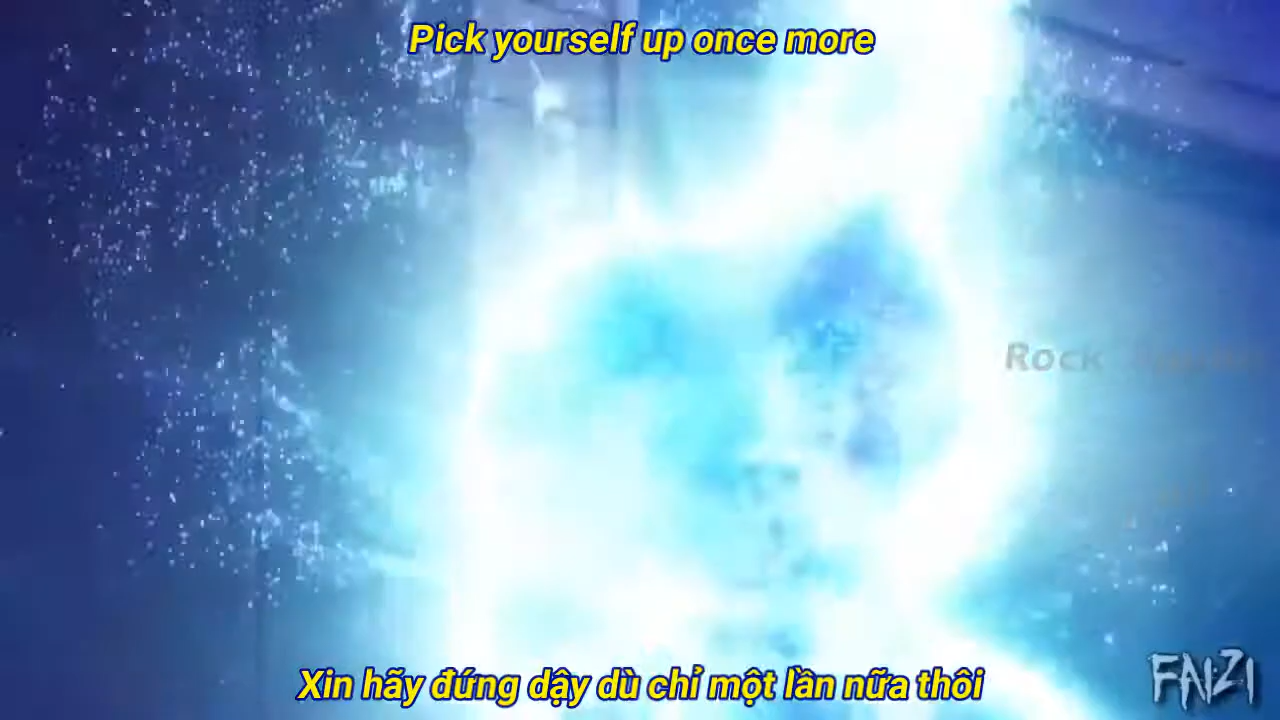 Pick yourself up once more
Rock
Xin hãy đứng dậy dù chỉ một lần nữa thôi
FAIZI